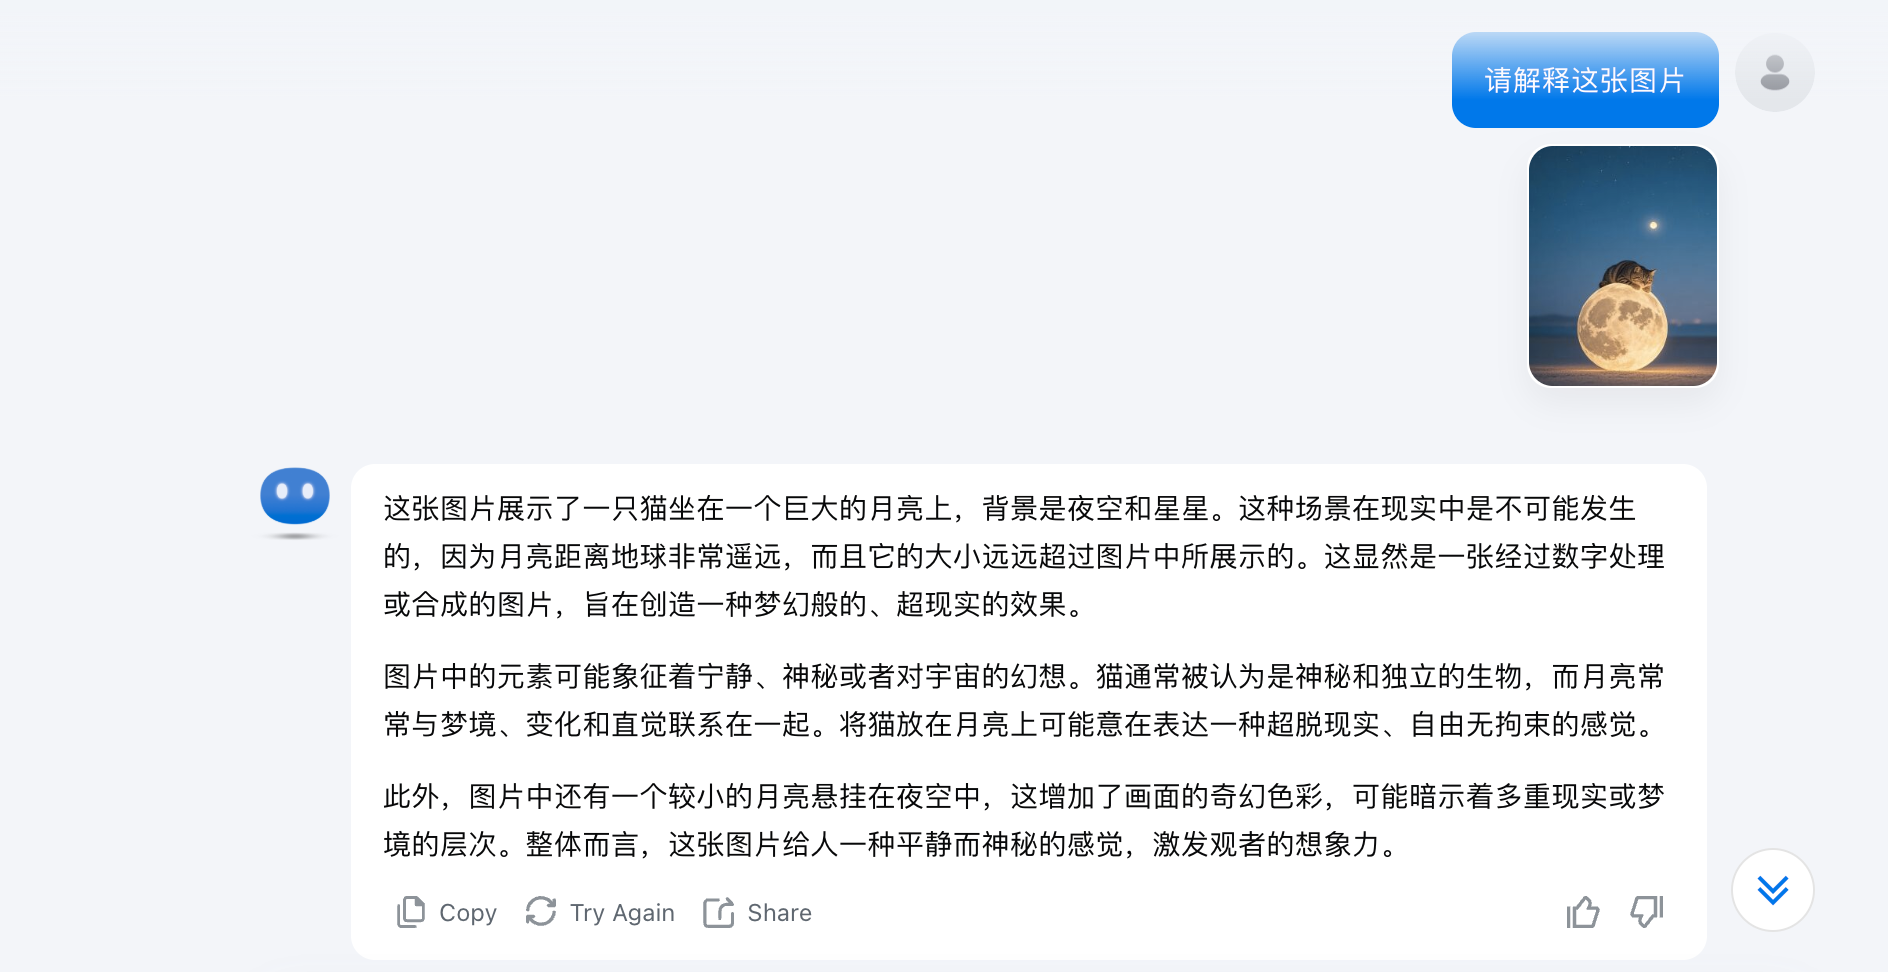 请解释这张图片
这张图片展示了一只猫坐在一个巨大的月亮上，背景是夜空和星星。这种场景在现实中是不可能发生
的，因为月亮距离地球非常遥远，而且它的大小远远超过图片中所展示的。这显然是一张经过数字处理
或合成的图片，旨在创造一种梦幻般的、超现实的效果。
图片中的元素可能象征着宁静、神秘或者对宇宙的幻想。猫通常被认为是神秘和独立的生物，而月亮常
常与梦境、变化和直觉联系在一起。将猫放在月亮上可能意在表达一种超脱现实、自由无拘束的感觉。
此外，图片中还有一个较小的月亮悬挂在夜空中，这增加了画面的奇幻色彩，可能暗示着多重现实或梦
境的层次。整体而言，这张图片给人一种平静而神秘的感觉，激发观者的想象力。
Copy Try Again Share